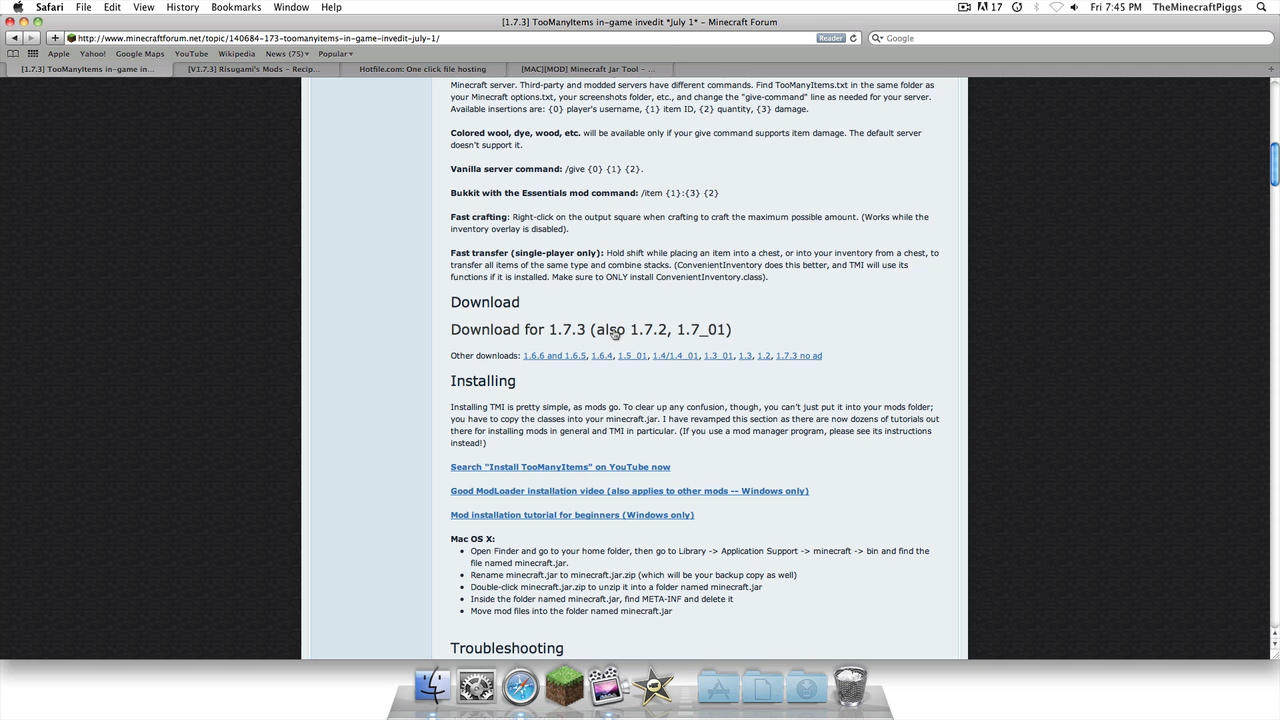 Safari File Edit View History Bookmarks Window Help 17 Fri 7:45 PM TheMinecraftPiggs
[1.7.3] TooManyItems in-game invedit *July 1* - Minecraft Forum
http://www.minecraftforum.net/topic/140684-173-toomanyitems-in-game-invedit-july-1/ Reader Google
Apple Yahoo! Google Maps YouTube Wikipedia News (75) Popular
[1.7.3] TooManyItems in-game in... [V1.7.3] Risugami's Mods - Recip... Hotfile.com: One click file hosting [MAC][MOD] Minecraft Jar Tool - ...
Minecraft server. Third-party and modded servers have different commands. Find TooManyItems.txt in the same folder as
your Minecraft options.txt, your screenshots folder, etc., and change the "give-command" line as needed for your server.
Available insertions are: {0} player's username, {1} item ID, {2} quantity, {3} damage.
Colored wool, dye, wood, etc. will be available only if your give command supports item damage. The default server
doesn't support it.
Vanilla server command: /give {0} {1} {2}.
Bukkit with the Essentials mod command: /item {1}:{3} {2}
Fast crafting: Right-click on the output square when crafting to craft the maximum possible amount. (Works while the
inventory overlay is disabled).
Fast transfer (single-player only): Hold shift while placing an item into a chest, or into your inventory from a chest, to
transfer all items of the same type and combine stacks. (ConvenientInventory does this better, and TMI will use its
functions if it is installed. Make sure to ONLY install ConvenientInventory.class).
Download
Download for 1.7.3 (also 1.7.2, 1.7_01)
Other downloads: 1.6.6 and 1.6.5, 1.6.4, 1.5_01, 1.4/1.4_01, 1.3_01, 1.3, 1.2, 1.7.3 no ad
Installing
Installing TMI is pretty simple, as mods go. To clear up any confusion, though, you can't just put it into your mods folder;
you have to copy the classes into your minecraft.jar. I have revamped this section as there are now dozens of tutorials out
there for installing mods in general and TMI in particular. (If you use a mod manager program, please see its instructions
instead!)
Search "Install TooManyItems" on YouTube now
Good ModLoader installation video (also applies to other mods -- Windows only)
Mod installation tutorial for beginners (Windows only)
Mac OS X:
• Open Finder and go to your home folder, then go to Library -> Application Support -> minecraft -> bin and find the
file named minecraft.jar.
• Rename minecraft.jar to minecraft.jar.zip (which will be your backup copy as well)
• Double-click minecraft.jar.zip to unzip it into a folder named minecraft.jar
• Inside the folder named minecraft.jar, find META-INF and delete it
• Move mod files into the folder named minecraft.jar
Troubleshooting